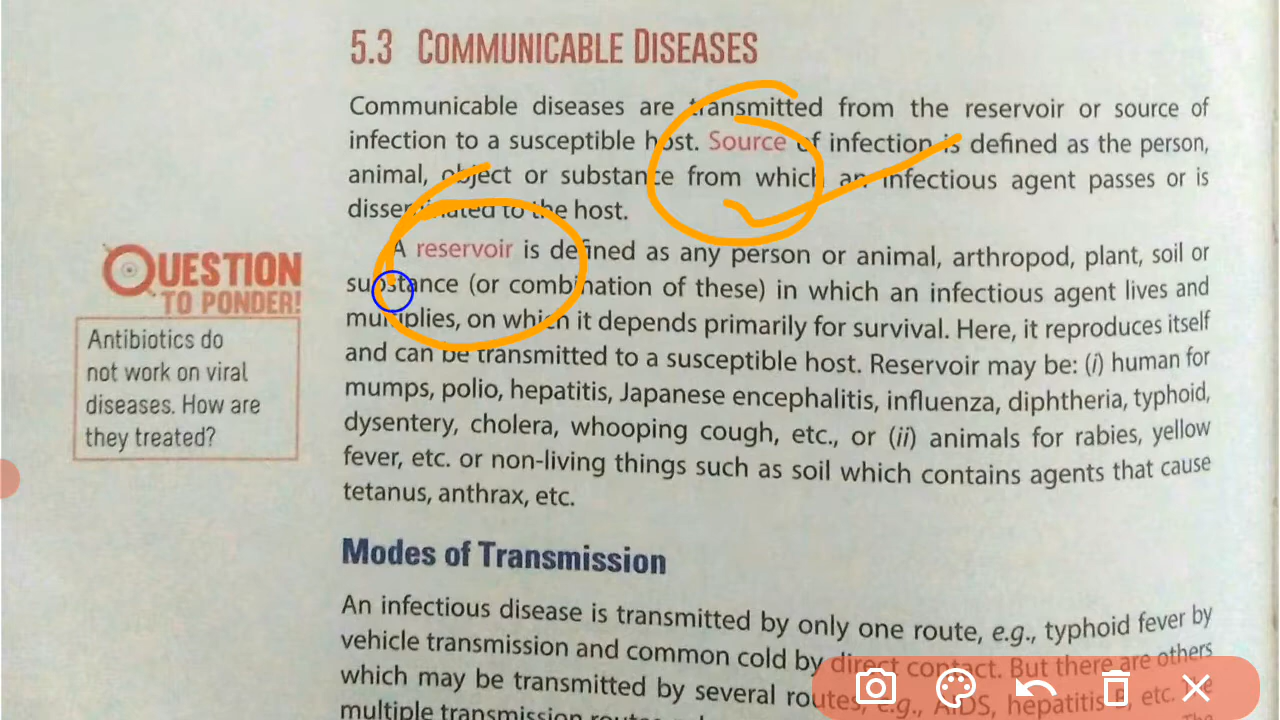 5.3 COMMUNICABLE DISEASES
Communicable diseases are transmitted from the reservoir or source of
infection to a susceptible host. Source of infection is defined as the person,
animal, object or substance from which an infectious agent passes or is
disseminated to the host.
A reservoir is defined as any person or animal, arthropod, plant, soil or
substance (or combination of these) in which an infectious agent lives and
multiplies, on which it depends primarily for survival. Here, it reproduces itself
and can be transmitted to a susceptible host. Reservoir may be: (i) human for
mumps, polio, hepatitis, Japanese encephalitis, influenza, diphtheria, typhoid,
dysentery, cholera, whooping cough, etc., or (ii) animals for rabies, yellow
fever, etc. or non-living things such as soil which contains agents that cause
tetanus, anthrax, etc.
QUESTION
TO PONDER!
Antibiotics do
not work on viral
diseases. How are
they treated?
Modes of Transmission
An infectious disease is transmitted by only one route, e.g., typhoid fever by
vehicle transmission and common cold by direct contact. But there are others
which may be transmitted by several routes, e.g., AIDS, hepatitis B, etc. The
multiple transmission routes